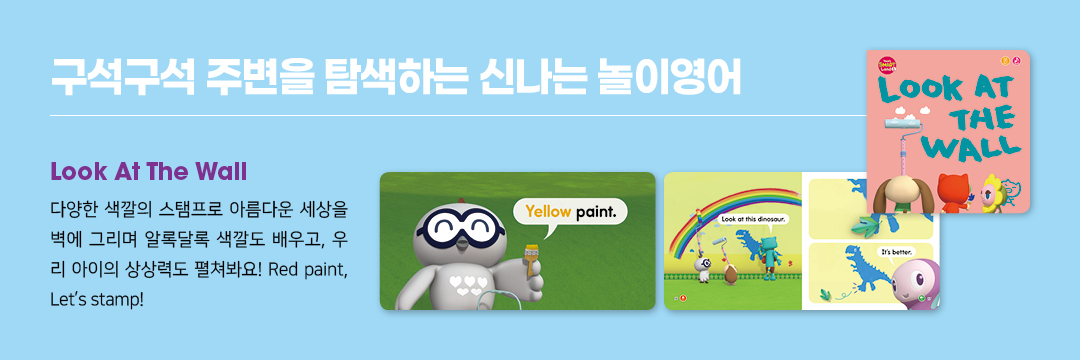 구석구석 주변을 탐색하는 신나는 놀이영어
Look At The Wall
다양한 색깔의 스탬프로 아름다운 세상을
벽에 그리며 알록달록 색깔도 배우고, 우
리 아이의 상상력도 펼쳐봐요! Red paint,
Let's stamp!
Yellow paint.
Look at this dinosaur.
It's better.
LOOK AT
THE
WALL